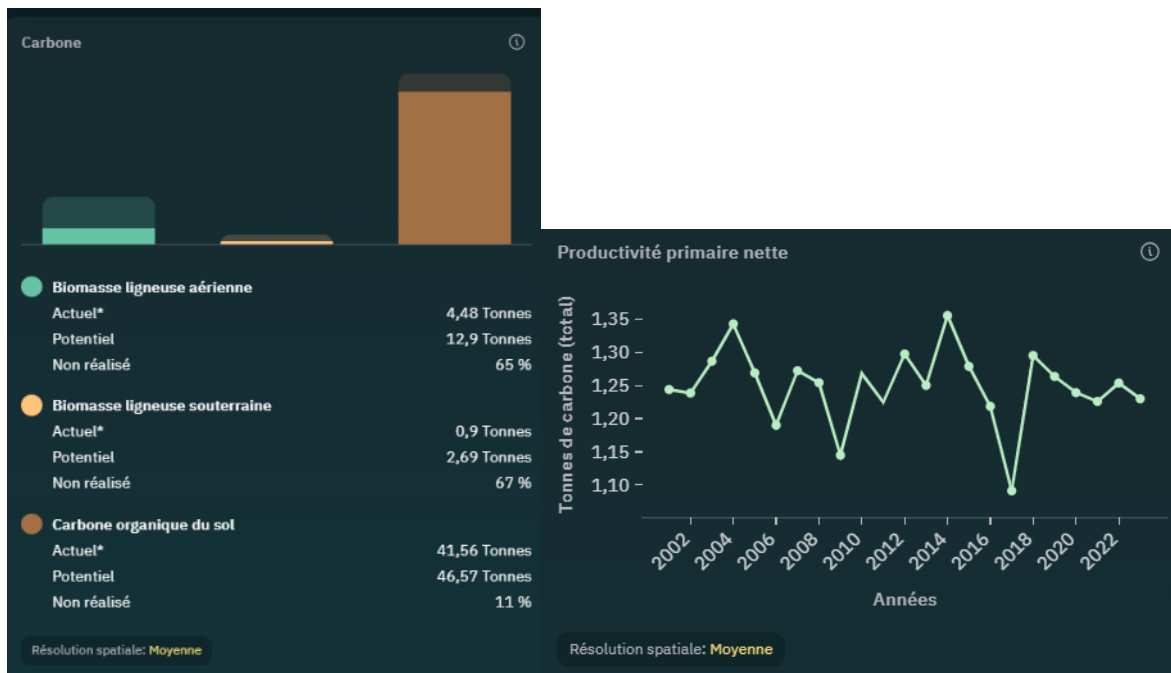 Carbone
Biomasse ligneuse aérienne
Actuel* 4,48 Tonnes
Potentiel 12,9 Tonnes
Non réalisé 65 %
Biomasse ligneuse souterraine
Actuel* 0,9 Tonnes
Potentiel 2,69 Tonnes
Non réalisé 67 %
Carbone organique du sol
Actuel* 41,56 Tonnes
Potentiel 46,57 Tonnes
Non réalisé 11 %
Résolution spatiale: Moyenne
Productivité primaire nette
Tonnes de carbone (total)
1,35
1,30
1,25
1,20
1,15
1,10
2002 2004 2006 2008 2010 2012 2014 2016 2018 2020 2022
Années
Résolution spatiale: Moyenne